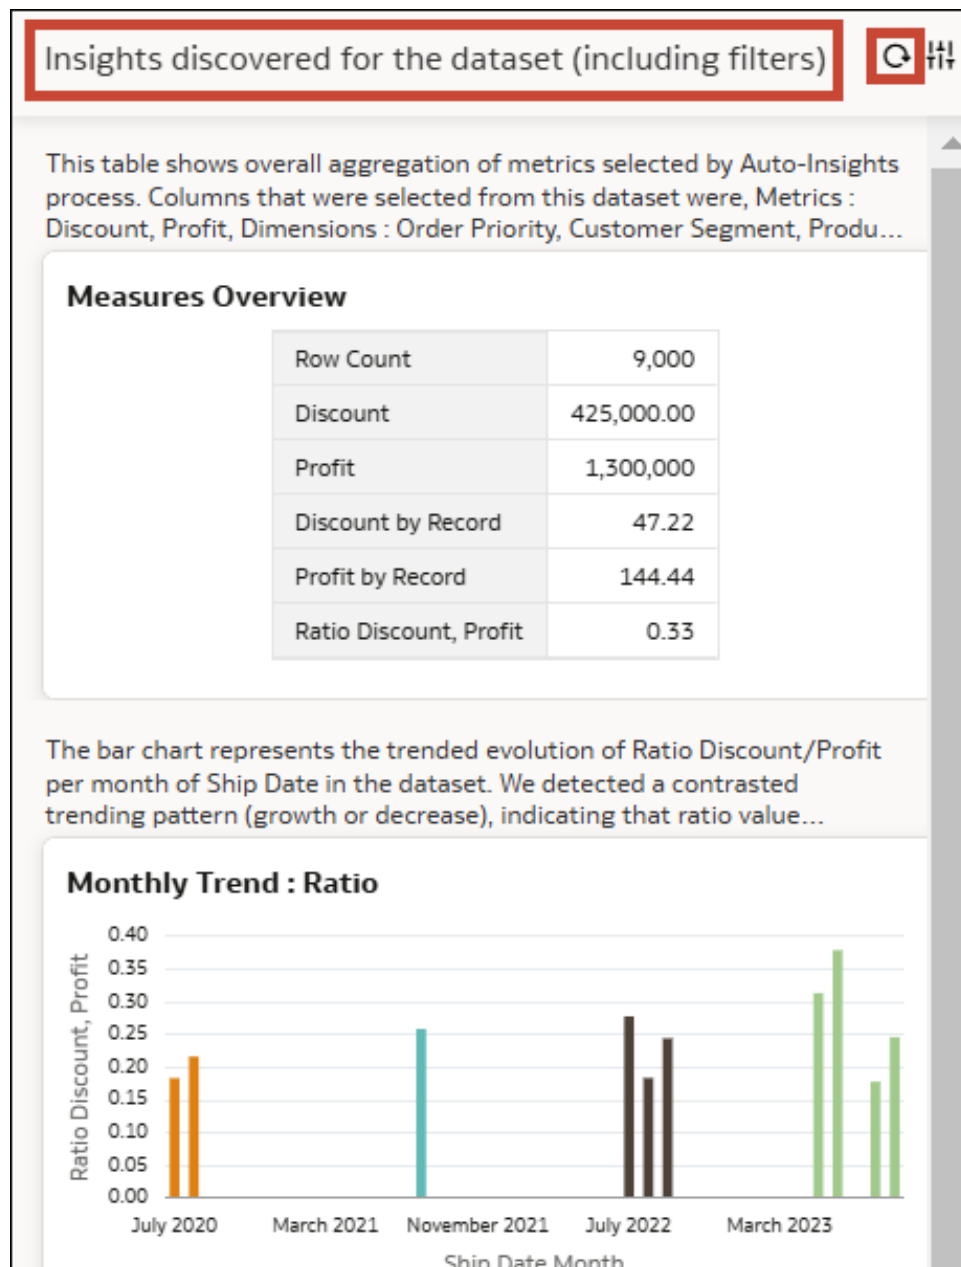 Insights discovered for the dataset (including filters)
This table shows overall aggregation of metrics selected by Auto-Insights
process. Columns that were selected from this dataset were, Metrics :
Discount, Profit, Dimensions : Order Priority, Customer Segment, Produ...
Measures Overview
Row Count 9,000
Discount 425,000.00
Profit 1,300,000
Discount by Record 47.22
Profit by Record 144.44
Ratio Discount, Profit 0.33
The bar chart represents the trended evolution of Ratio Discount/Profit
per month of Ship Date in the dataset. We detected a contrasted
trending pattern (growth or decrease), indicating that ratio value...
Monthly Trend : Ratio
Ratio Discount, Profit
0.40
0.35
0.30
0.25
0.20
0.15
0.10
0.05
0.00
July 2020 March 2021 November 2021 July 2022 March 2023
Ship Date Month